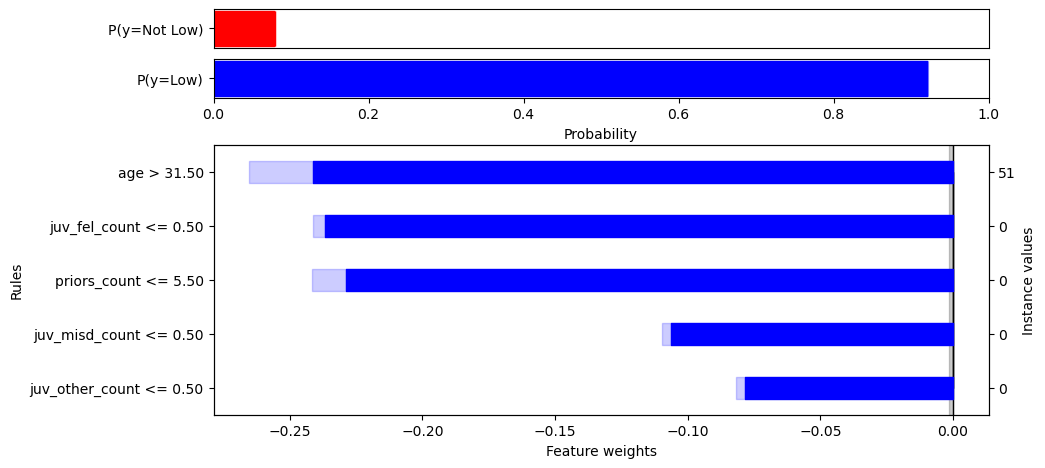 P(y=Not Low)
P(y=Low)
0.0 0.2 0.4 0.6 0.8 1.0
Probability
age > 31.50 51
juv_fel_count <= 0.50 0
priors_count <= 5.50 0
juv_misd_count <= 0.50 0
juv_other_count <= 0.50 0
Rules
Instance values
−0.25 −0.20 −0.15 −0.10 −0.05 0.00
Feature weights